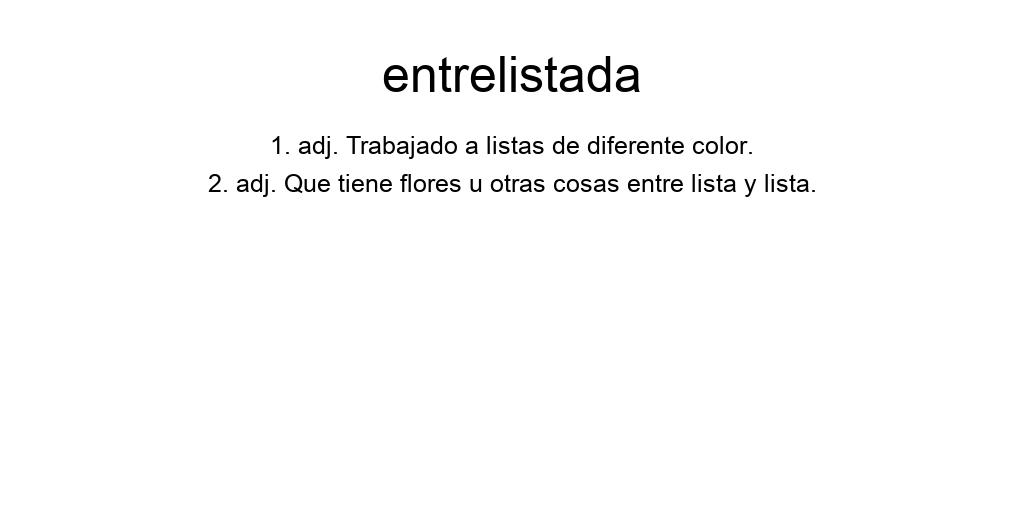 entrelistada
1. adj. Trabajado a listas de diferente color.
2. adj. Que tiene flores u otras cosas entre lista y lista.